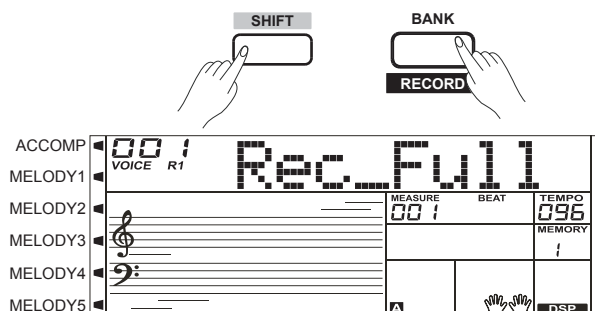 SHIFT BANK
RECORD
ACCOMP 001 Rec_Full
VOICE R1
MELODY1
MELODY2 MEASURE BEAT TEMPO
001 096
MELODY3 MEMORY
1
MELODY4
MELODY5 A DSP